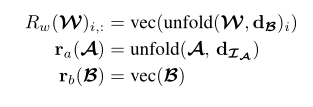 R_w(𝓦)_{i,:} = vec(unfold(𝓦, d_𝓑)_i)
r_a(𝓐) = unfold(𝓐, d_{𝓘_𝓐})
r_b(𝓑) = vec(𝓑)